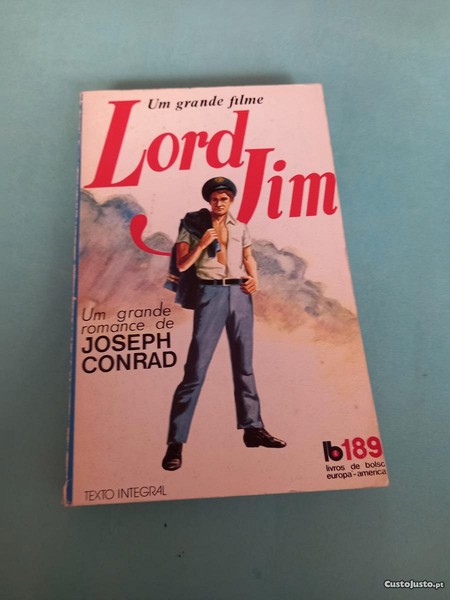 Um grande filme
Lord
Jim
Um grande
romance de
JOSEPH
CONRAD
lb189
livros de bolso
europa-america
TEXTO INTEGRAL
CustoJusto.pt